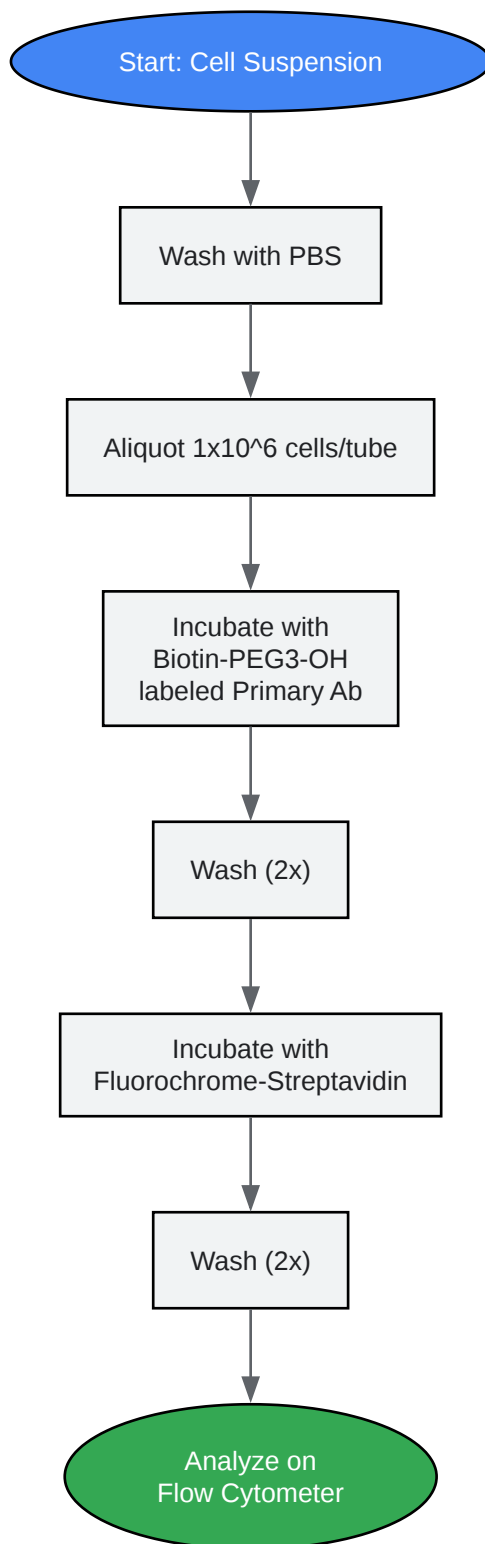 Start: Cell Suspension
Wash with PBS
Aliquot 1x10^6 cells/tube
Incubate with
Biotin-PEG3-OH
labeled Primary Ab
Wash (2x)
Incubate with
Fluorochrome-Streptavidin
Wash (2x)
Analyze on
Flow Cytometer